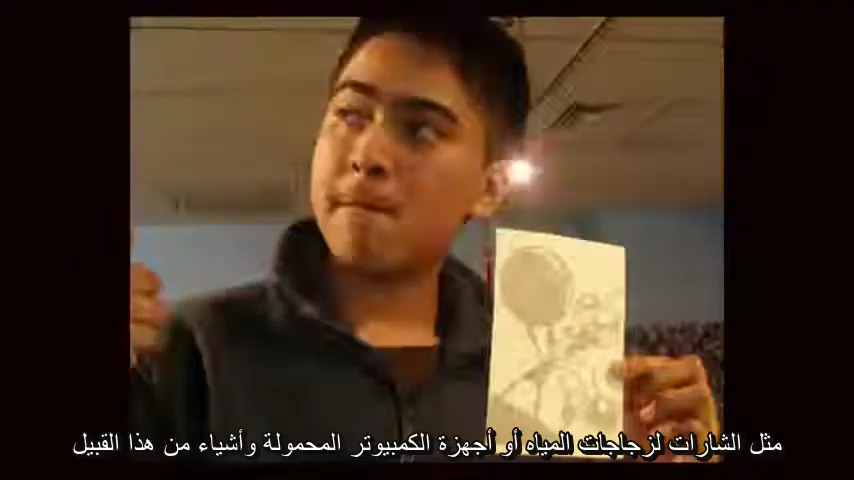 مثل الشارات لزجاجات المياه أو أجهزة الكمبيوتر المحمولة وأشياء من هذا القبيل